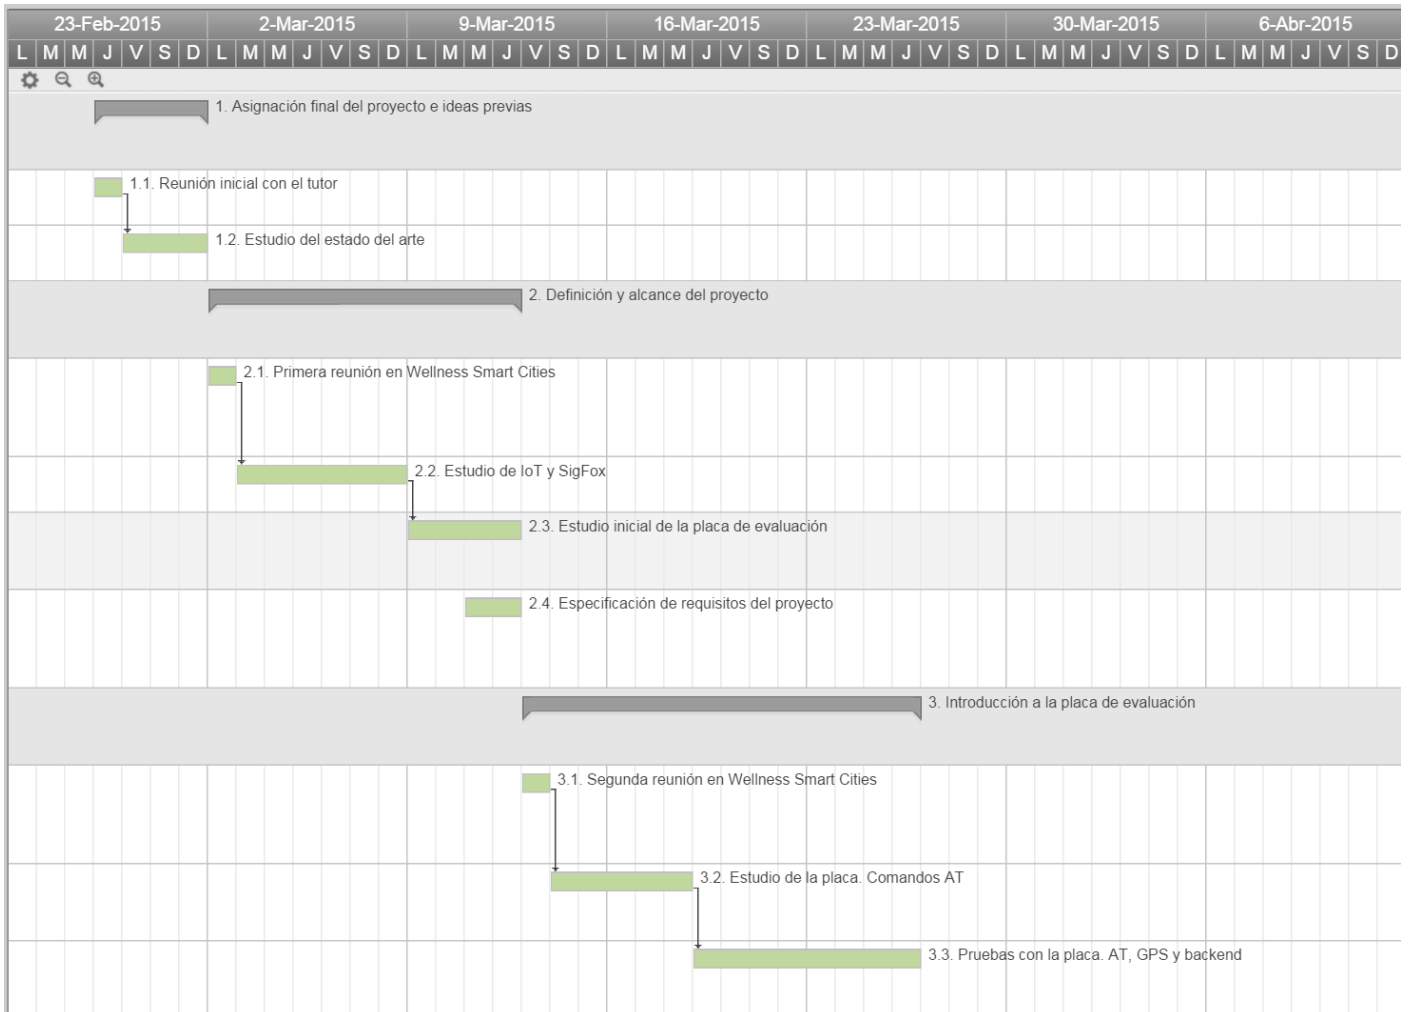 23-Feb-2015 2-Mar-2015 9-Mar-2015 16-Mar-2015 23-Mar-2015 30-Mar-2015 6-Abr-2015
L M M J V S D L M M J V S D L M M J V S D L M M J V S D L M M J V S D L M M J V S D L M M J V S D
1. Asignación final del proyecto e ideas previas
1.1. Reunión inicial con el tutor
1.2. Estudio del estado del arte
2. Definición y alcance del proyecto
2.1. Primera reunión en Wellness Smart Cities
2.2. Estudio de IoT y SigFox
2.3. Estudio inicial de la placa de evaluación
2.4. Especificación de requisitos del proyecto
3. Introducción a la placa de evaluación
3.1. Segunda reunión en Wellness Smart Cities
3.2. Estudio de la placa. Comandos AT
3.3. Pruebas con la placa. AT, GPS y backend